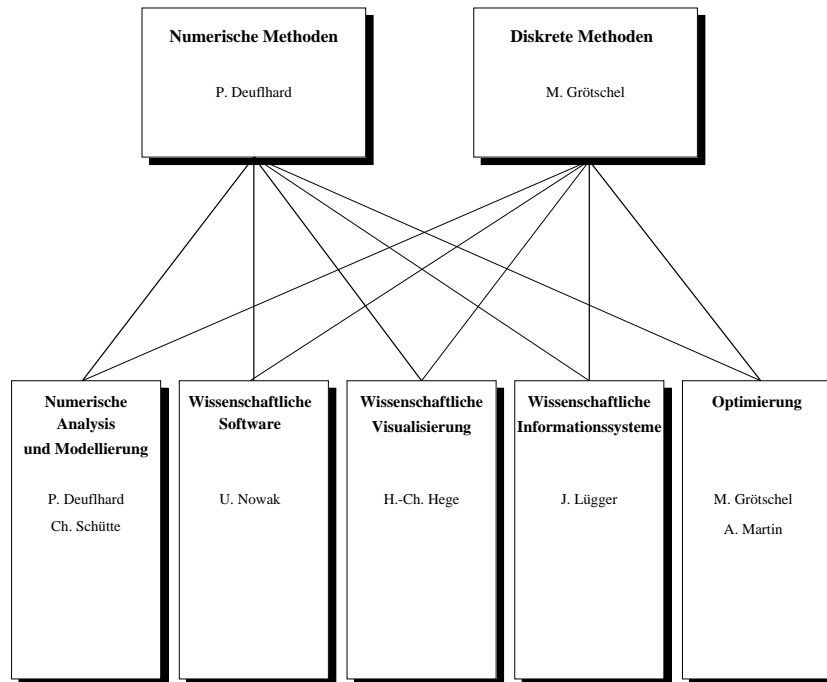 Numerische Methoden
P. Deuflhard
Diskrete Methoden
M. Grötschel
Numerische
Analysis
und Modellierung
P. Deuflhard
Ch. Schütte
Wissenschaftliche
Software
U. Nowak
Wissenschaftliche
Visualisierung
H.-Ch. Hege
Wissenschaftliche
Informationssysteme
J. Lügger
Optimierung
M. Grötschel
A. Martin